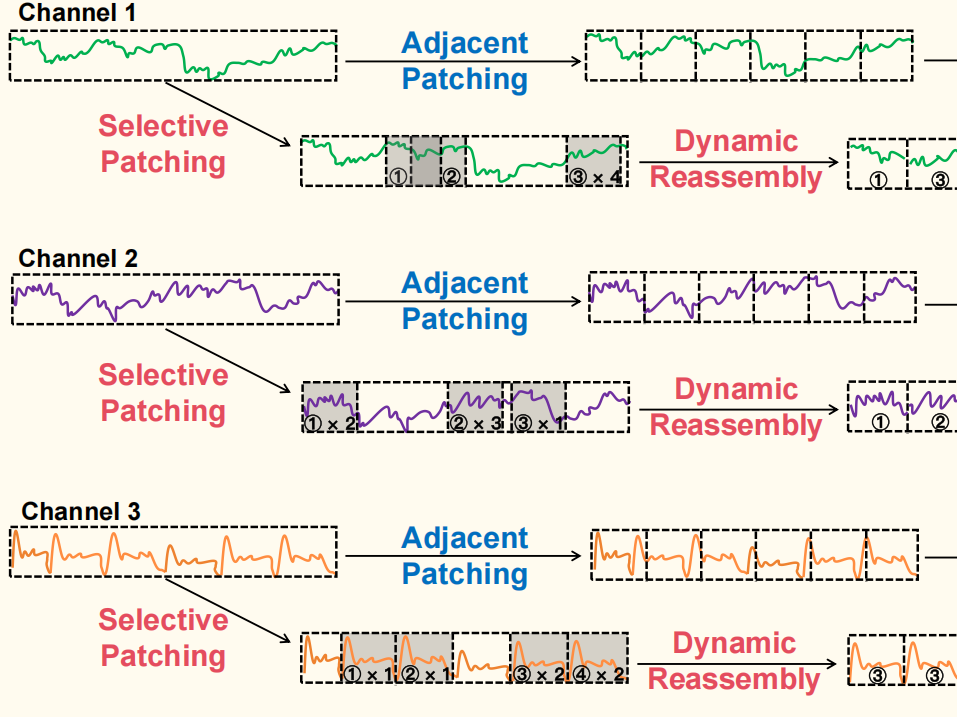 Channel 1
Adjacent
Patching
Selective
Patching
① ② ③ × 4
Dynamic
Reassembly
① ③
Channel 2
Adjacent
Patching
Selective
Patching
① × 2 ② × 3 ③ × 1
Dynamic
Reassembly
① ②
Channel 3
Adjacent
Patching
Selective
Patching
① × 1 ② × 1 ③ × 2 ④ × 2
Dynamic
Reassembly
③ ③